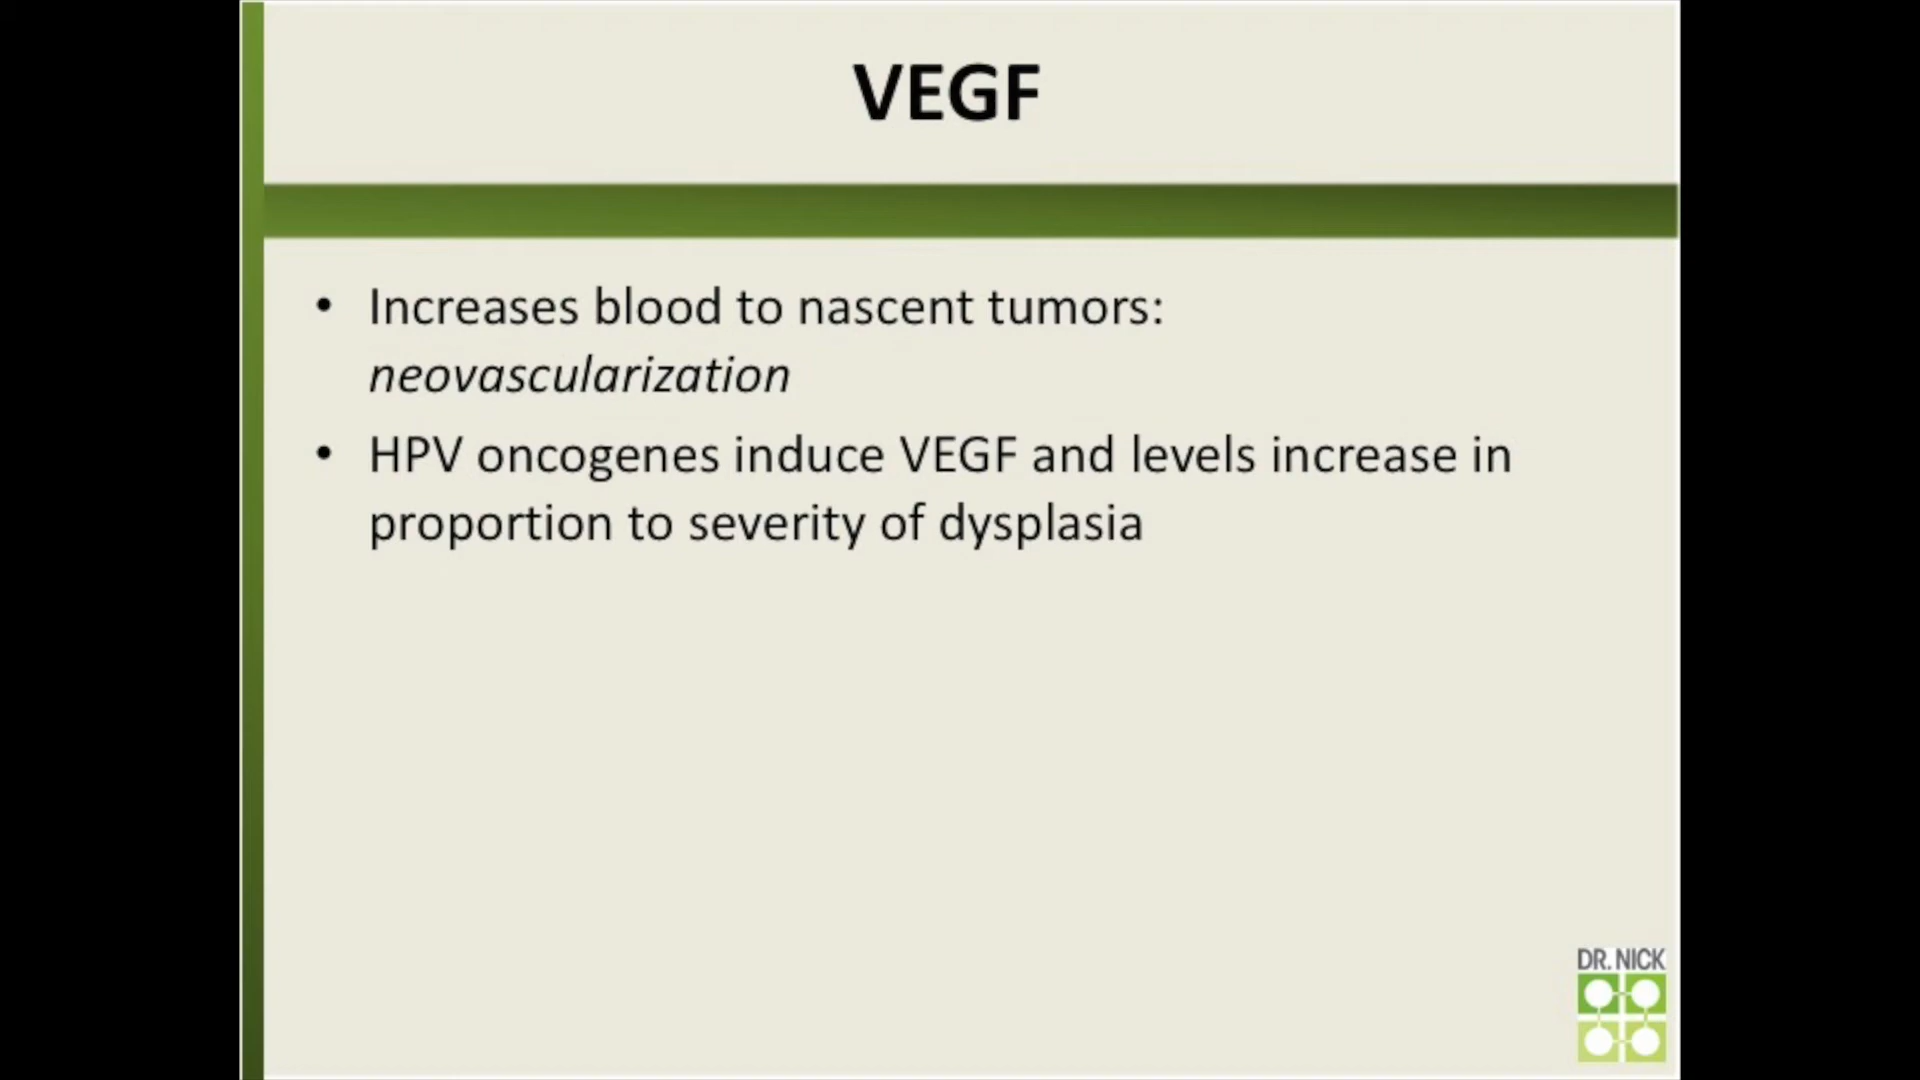 VEGF
• Increases blood to nascent tumors:
neovascularization
• HPV oncogenes induce VEGF and levels increase in
proportion to severity of dysplasia
DR. NICK